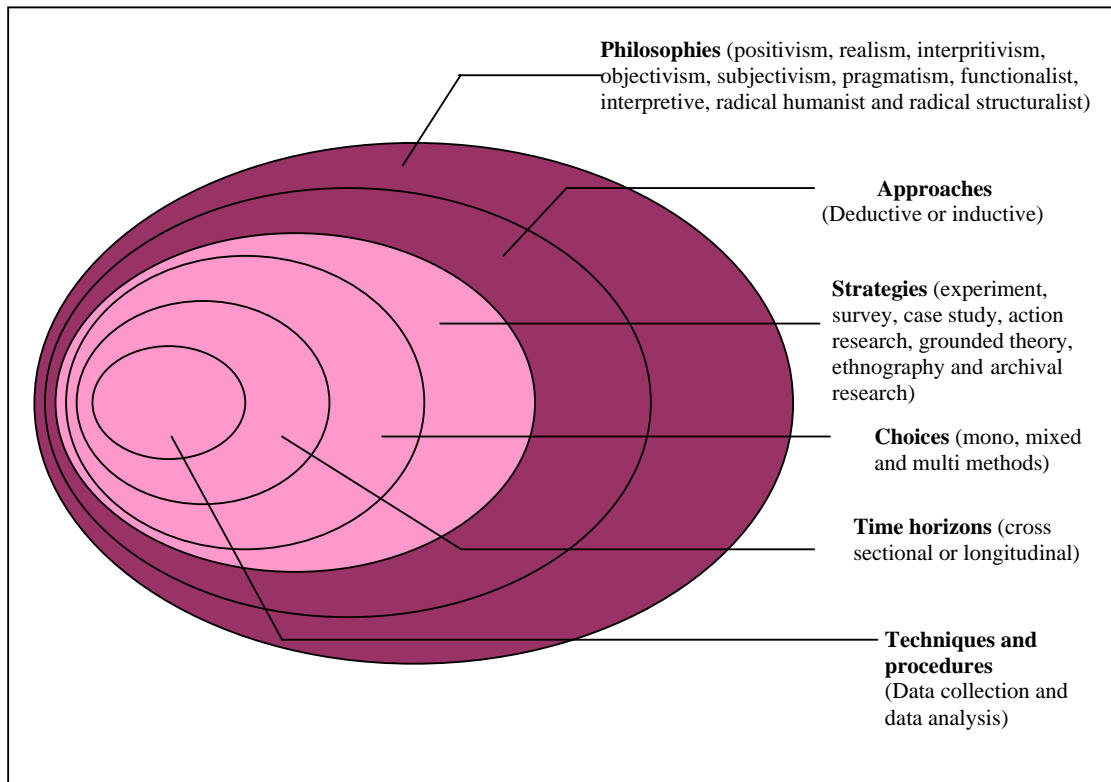 Philosophies (positivism, realism, interpritivism,
objectivism, subjectivism, pragmatism, functionalist,
interpretive, radical humanist and radical structuralist)
Approaches
(Deductive or inductive)
Strategies (experiment,
survey, case study, action
research, grounded theory,
ethnography and archival
research)
Choices (mono, mixed
and multi methods)
Time horizons (cross
sectional or longitudinal)
Techniques and
procedures
(Data collection and
data analysis)